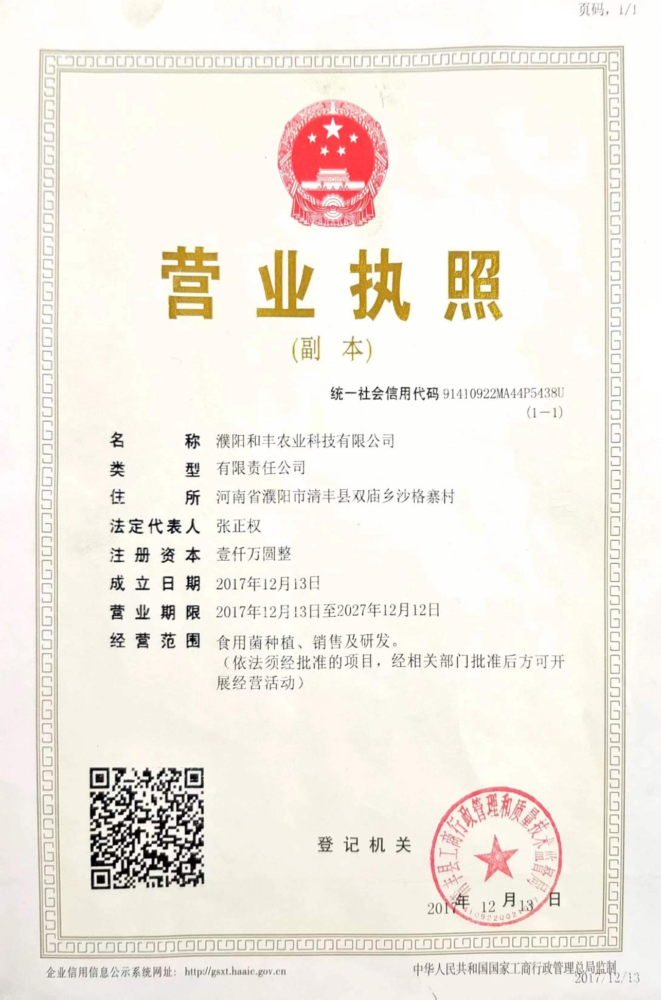 页码，1/1
营业执照
(副 本)
统一社会信用代码 91410922MA44P5438U
(1－1)
名称 濮阳和丰农业科技有限公司
类型 有限责任公司
住所 河南省濮阳市清丰县双庙乡沙格寨村
法定代表人 张正权
注册资本 壹仟万圆整
成立日期 2017年12月13日
营业期限 2017年12月13日至2027年12月12日
经营范围 食用菌种植、销售及研发。
（依法须经批准的项目，经相关部门批准后方可开
展经营活动）
清丰县工商行政管理和质量技术监督局
登记机关
2017年 12 月13 日
企业信用信息公示系统网址：http://gsxt.haaic.gov.cn
中华人民共和国国家工商行政管理总局监制
2017/12/13